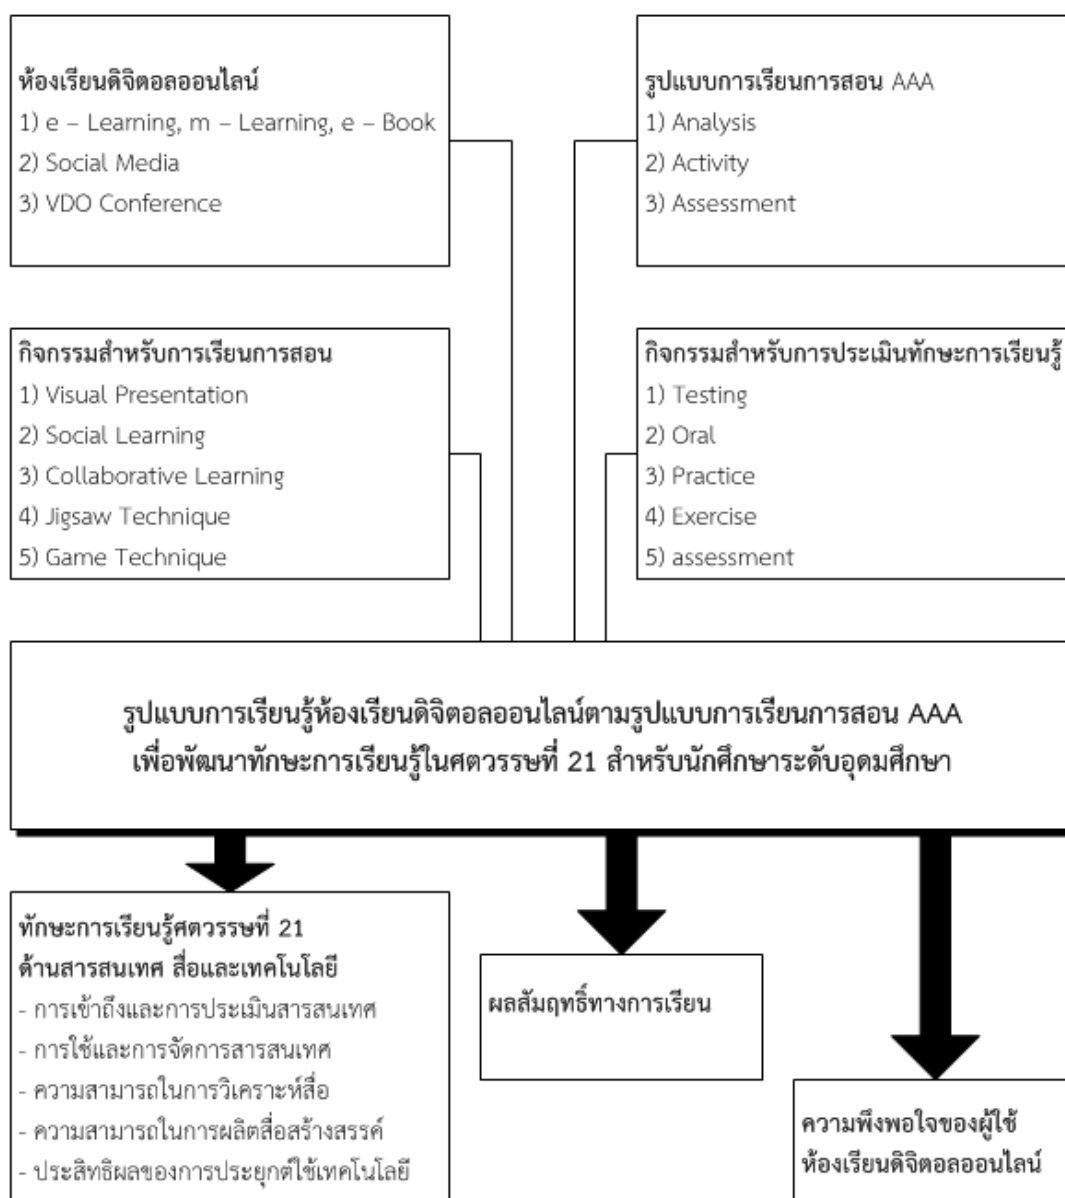 ห้องเรียนดิจิตอลออนไลน์
1) e – Learning, m – Learning, e – Book
2) Social Media
3) VDO Conference
รูปแบบการเรียนการสอน AAA
1) Analysis
2) Activity
3) Assessment
กิจกรรมสำหรับการเรียนการสอน
1) Visual Presentation
2) Social Learning
3) Collaborative Learning
4) Jigsaw Technique
5) Game Technique
กิจกรรมสำหรับการประเมินทักษะการเรียนรู้
1) Testing
2) Oral
3) Practice
4) Exercise
5) assessment
รูปแบบการเรียนรู้ห้องเรียนดิจิตอลออนไลน์ตามรูปแบบการเรียนการสอน AAA
เพื่อพัฒนาทักษะการเรียนรู้ในศตวรรษที่ 21 สำหรับนักศึกษาระดับอุดมศึกษา
ทักษะการเรียนรู้ศตวรรษที่ 21
ด้านสารสนเทศ สื่อและเทคโนโลยี
- การเข้าถึงและการประเมินสารสนเทศ
- การใช้และการจัดการสารสนเทศ
- ความสามารถในการวิเคราะห์สื่อ
- ความสามารถในการผลิตสื่อสร้างสรรค์
- ประสิทธิผลของการประยุกต์ใช้เทคโนโลยี
ผลสัมฤทธิ์ทางการเรียน
ความพึงพอใจของผู้ใช้
ห้องเรียนดิจิตอลออนไลน์